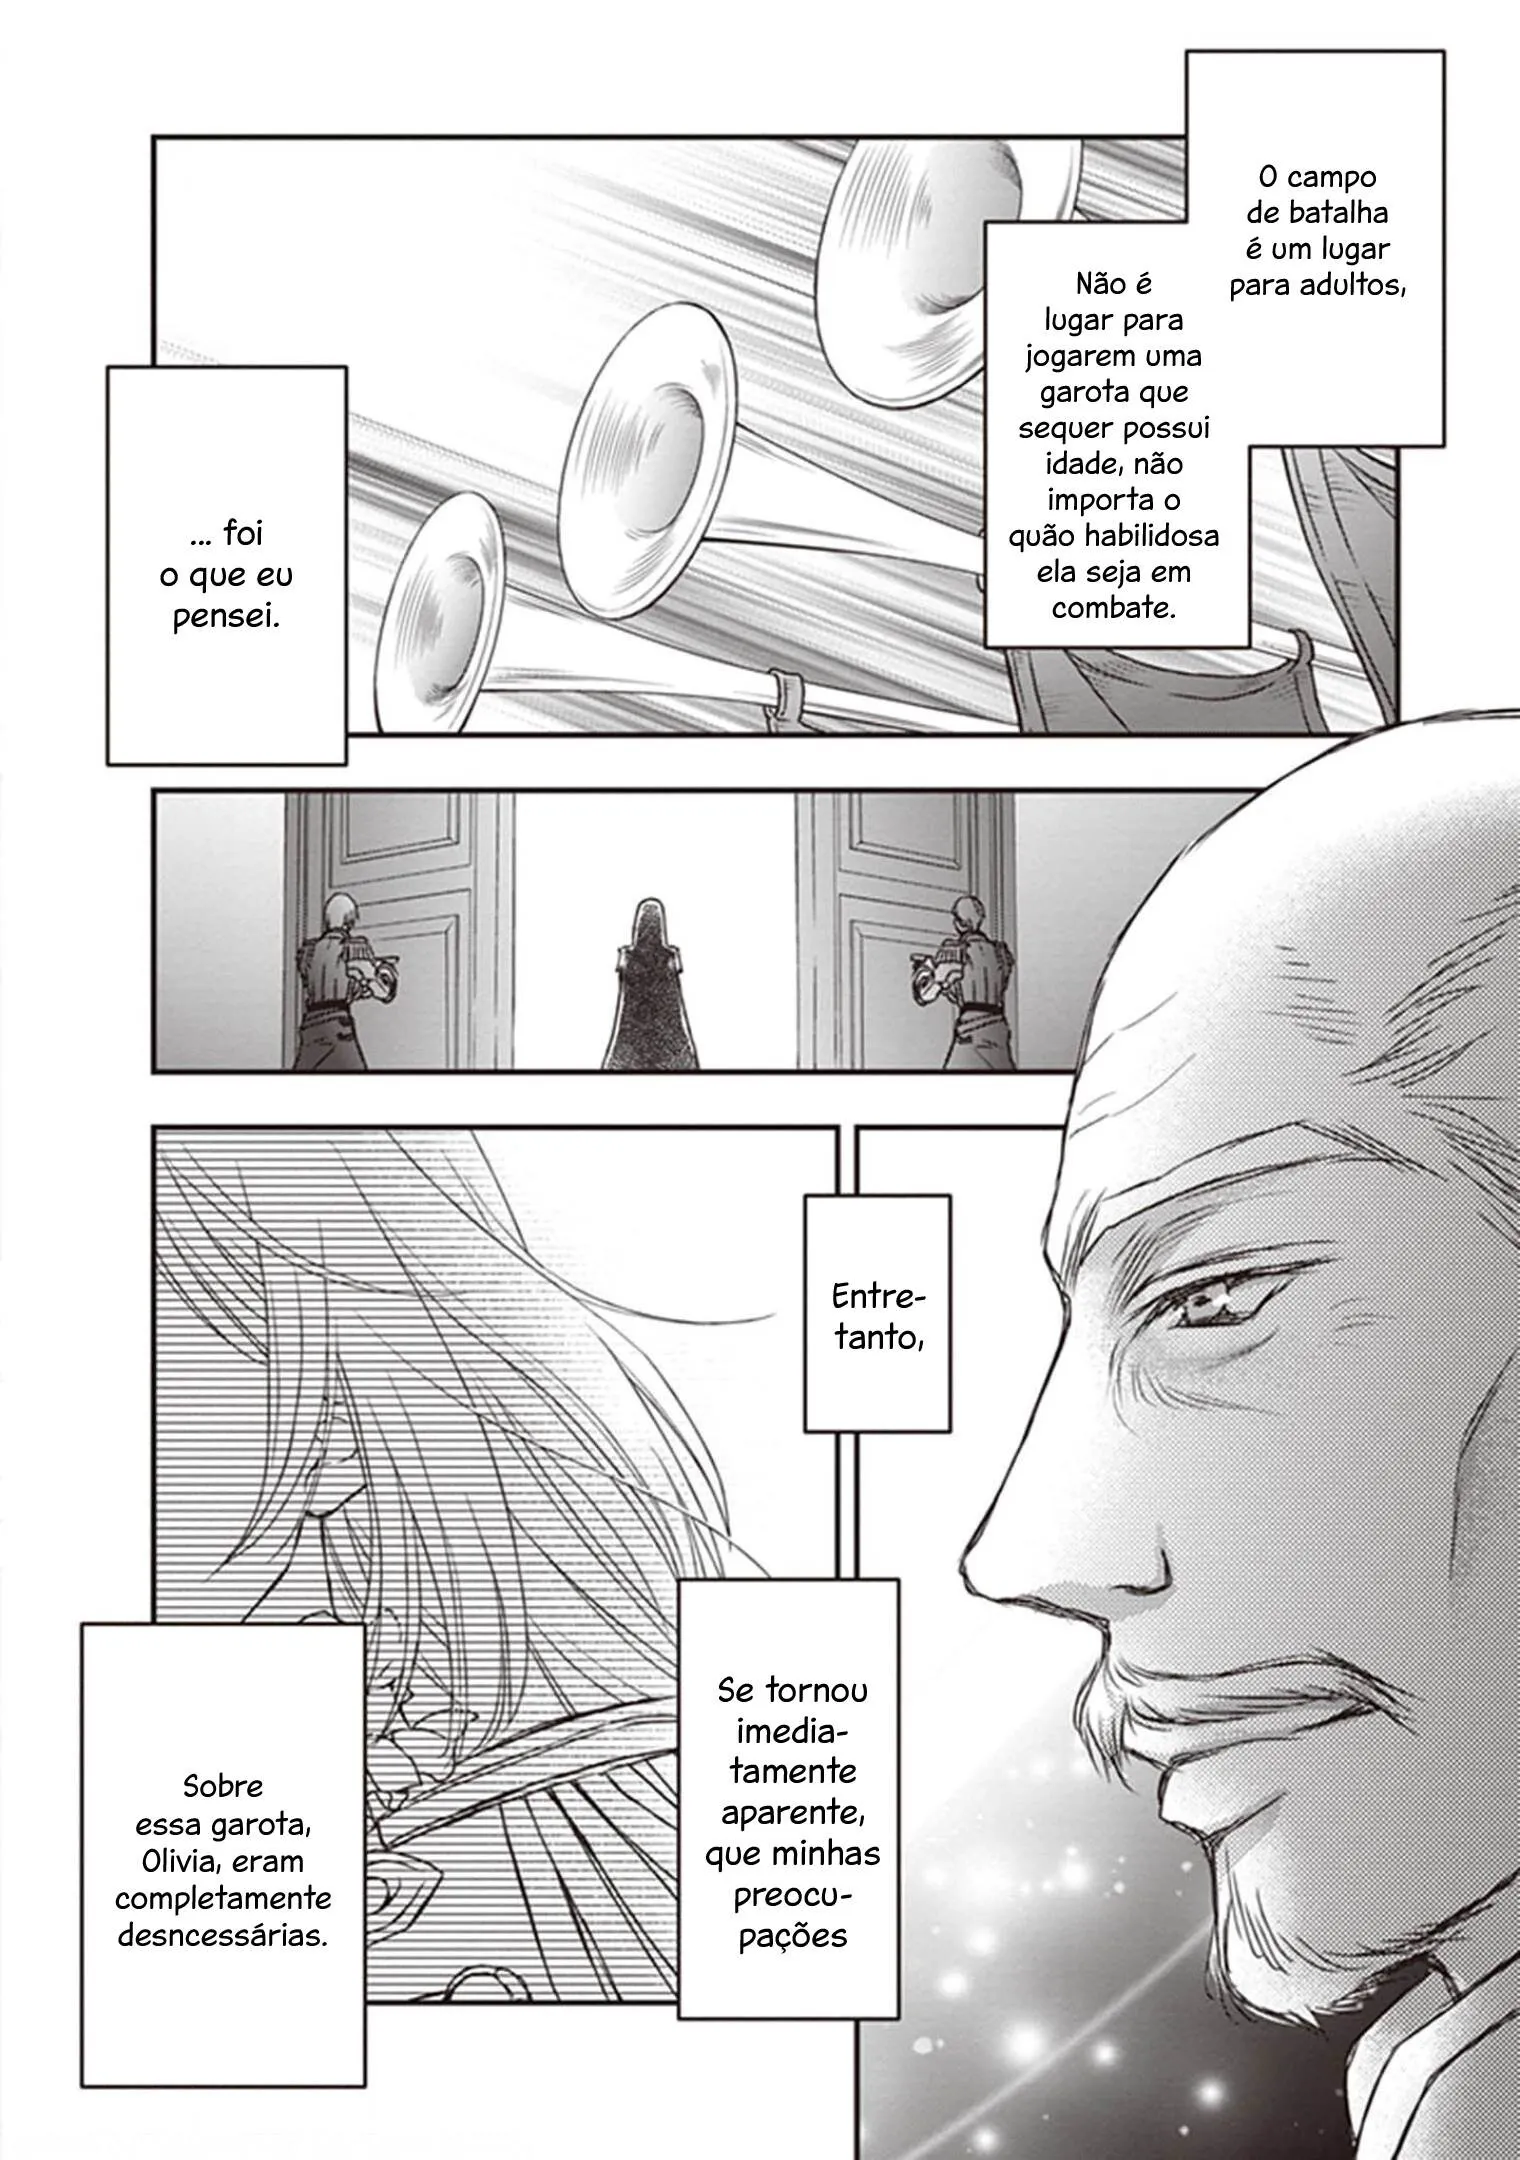 O campo
de batalha
é um lugar
para adultos,
Não é
lugar para
jogarem uma
garota que
sequer possui
idade, não
importa o
quão habilidosa
ela seja em
combate.
... foi
o que eu
pensei.
Entre-
tanto,
Se tornou
imedia-
tamente
aparente,
que minhas
preocu-
pações
Sobre
essa garota,
Olivia, eram
completamente
desncessárias.